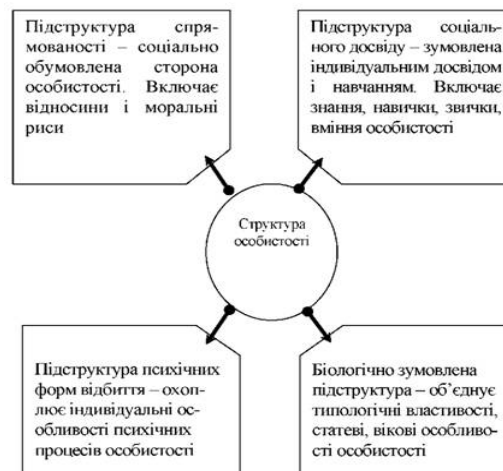 Підструктура спря-
мованості – соціально
обумовлена сторона
особистості. Включає
відносини і моральні
риси
Підструктура соціаль-
ного досвіду – зумовлена
індивідуальним досвідом
і навчанням. Включає
знання, навички, звички,
вміння особистості
Структура
особистості
Підструктура психічних
форм відбиття – охоп-
лює індивідуальні ос-
обливості психічних
процесів особистості
Біологічно зумовлена
підструктура – об’єднує
типологічні властивості,
статеві, вікові особливо-
сті особистості